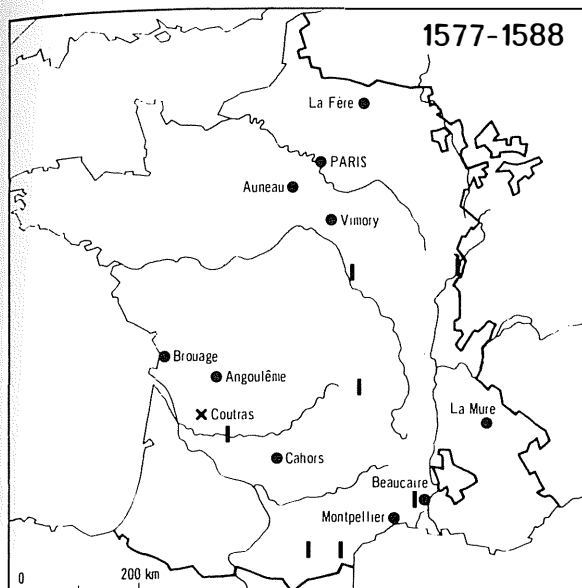 1577-1588
La Fère
PARIS
Auneau
Vimory
Brouage
Angoulême
Coutras
La Mure
Cahors
Beaucaire
Montpellier
0
200 km